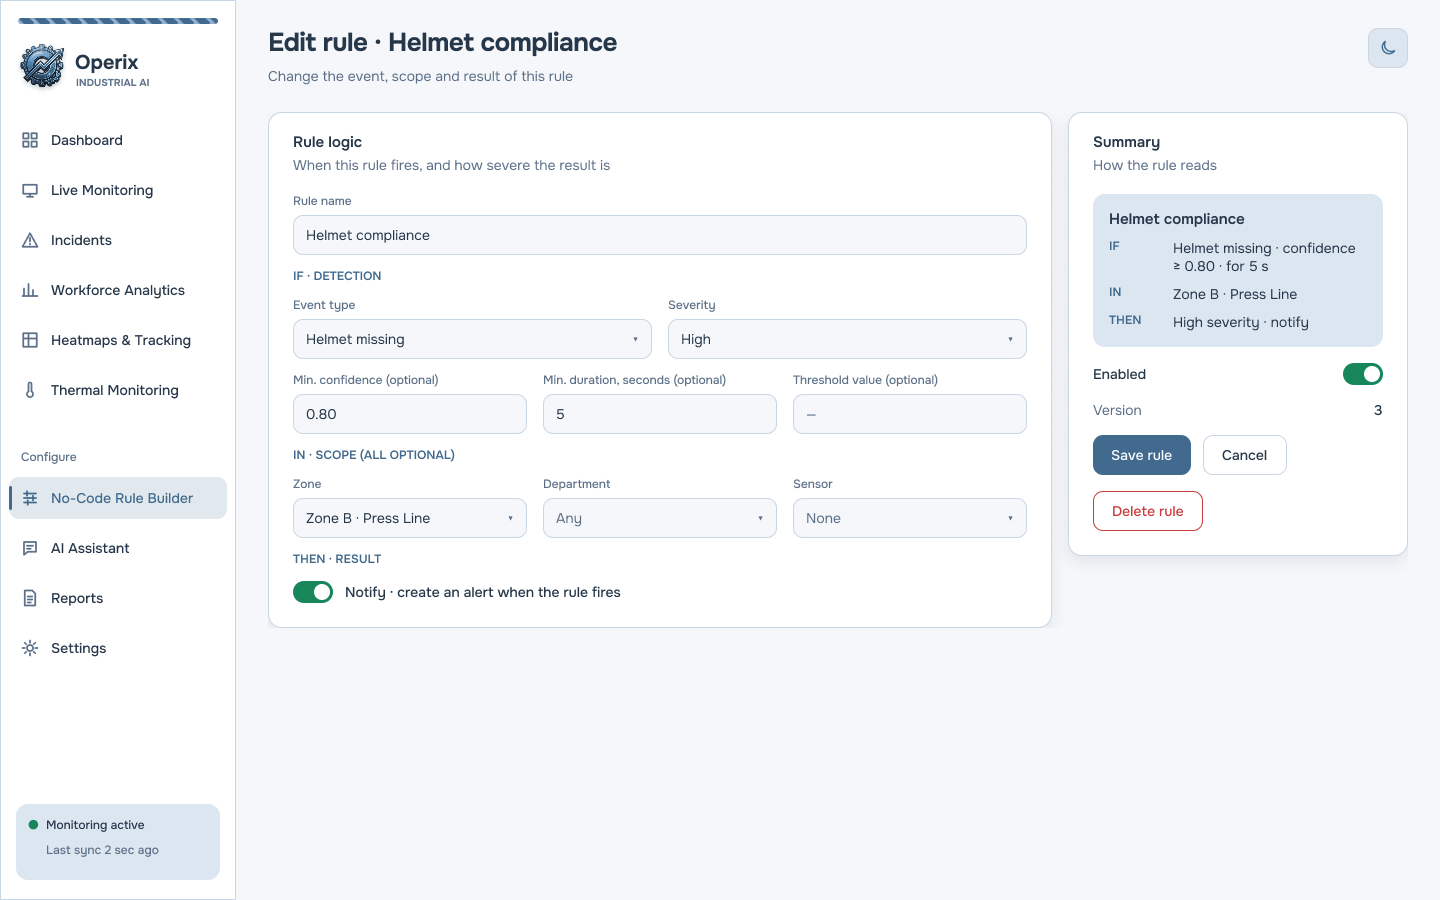 Operix
INDUSTRIAL AI
Dashboard
Live Monitoring
Incidents
Workforce Analytics
Heatmaps & Tracking
Thermal Monitoring
Configure
No-Code Rule Builder
AI Assistant
Reports
Settings
Monitoring active
Last sync 2 sec ago
Edit rule · Helmet compliance
Change the event, scope and result of this rule
Rule logic
When this rule fires, and how severe the result is
Rule name
Helmet compliance
IF · DETECTION
Event type
Severity
Helmet missing
High
Min. confidence (optional)
Min. duration, seconds (optional)
Threshold value (optional)
0.80
5
—
IN · SCOPE (ALL OPTIONAL)
Zone
Department
Sensor
Zone B · Press Line
Any
None
THEN · RESULT
Notify · create an alert when the rule fires
Summary
How the rule reads
Helmet compliance
IF
Helmet missing · confidence
≥ 0.80 · for 5 s
IN
Zone B · Press Line
THEN
High severity · notify
Enabled
Version
3
Save rule
Cancel
Delete rule